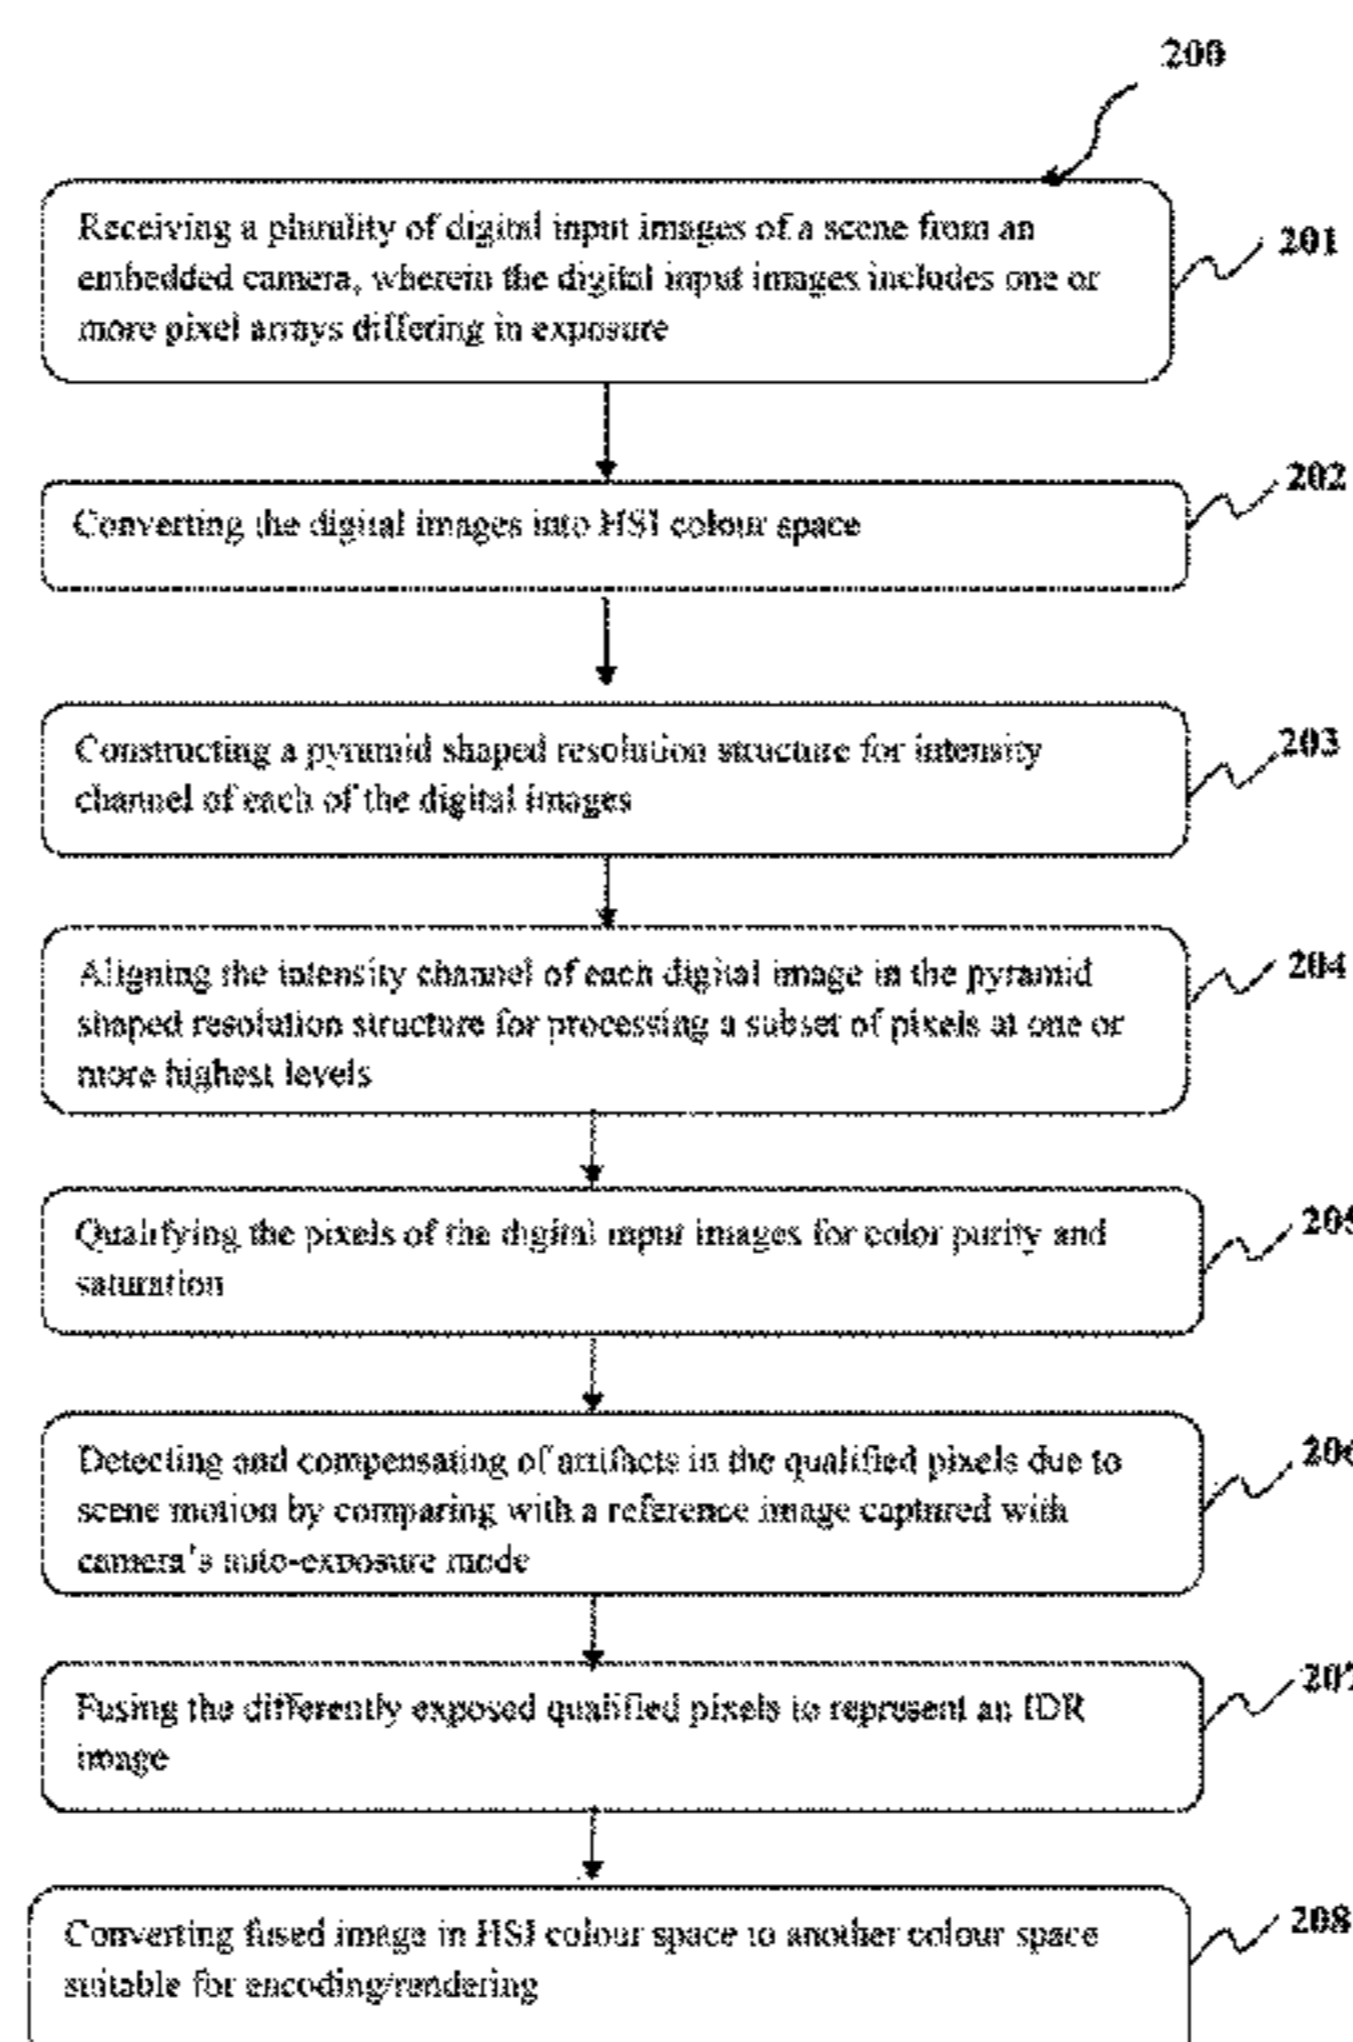 200
Receiving a plurality of digital input images of a scene from an
embedded camera, wherein the digital input images includes one or
more pixel arrays differing in exposure
201
Converting the digital images into HSI colour space
202
Constructing a pyramid shaped resolution structure for intensity
channel of each of the digital images
203
Aligning the intensity channel of each digital image in the pyramid
shaped resolution structure for processing a subset of pixels at one or
more highest levels
204
Qualifying the pixels of the digital input images for color purity and
saturation
205
Detecting and compensating of artifacts in the qualified pixels due to
scene motion by comparing with a reference image captured with
camera's auto-exposure mode
206
Fusing the differently exposed qualified pixels to represent an IDR
image
207
Converting fused image in HSI colour space to another colour space
suitable for encoding/rendering
208